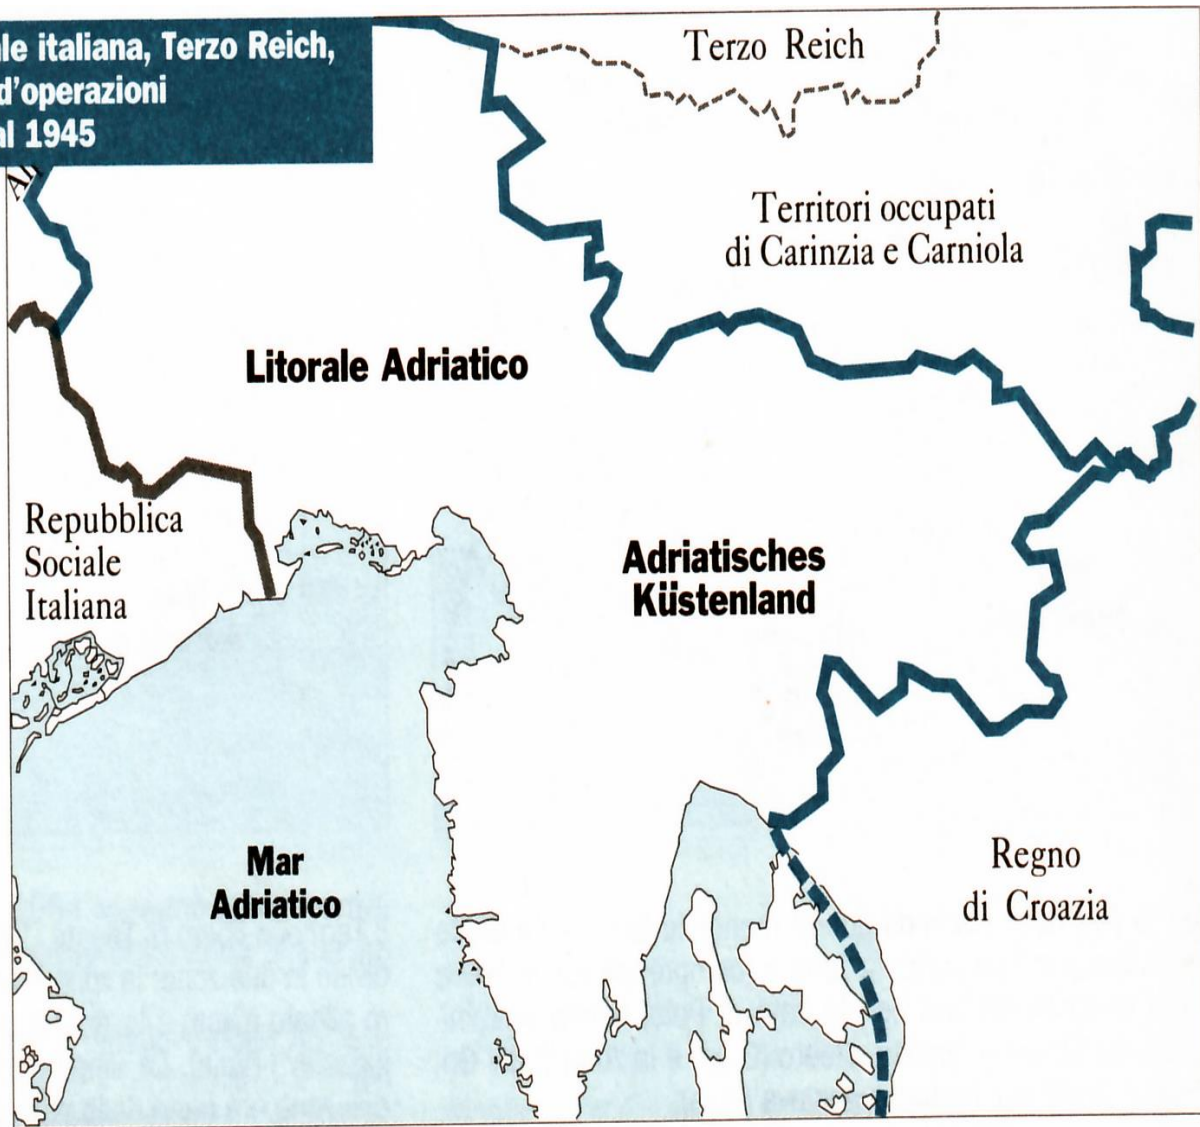 le italiana, Terzo Reich,
d'operazioni
al 1945
Terzo Reich
Territori occupati
di Carinzia e Carniola
Litorale Adriatico
Repubblica
Sociale
Italiana
Adriatisches
Küstenland
Mar
Adriatico
Regno
di Croazia